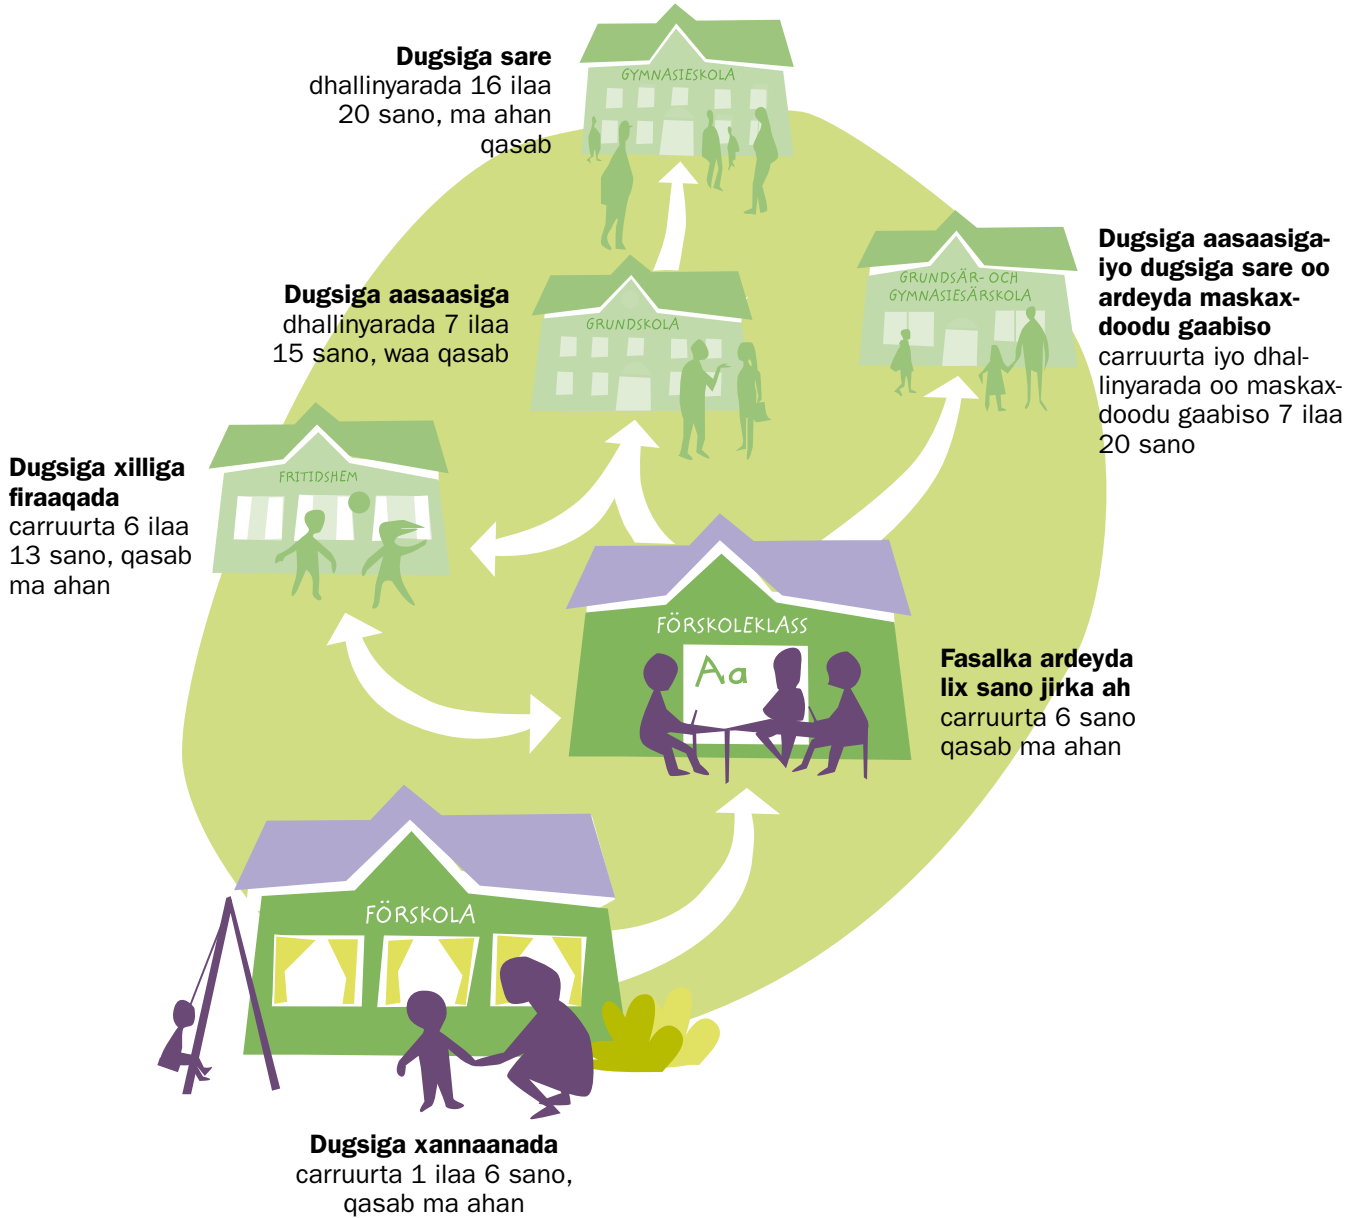 GYMNASIESKOLA
Dugsiga sare
dhallinyarada 16 ilaa
20 sano, ma ahan
qasab
GRUNDSÄR- OCH
GYMNASIESÄRSKOLA
Dugsiga aasaasiga-
iyo dugsiga sare oo
ardeyda maskax-
doodu gaabiso
carruurta iyo dhal-
linyarada oo maskax-
doodu gaabiso 7 ilaa
20 sano
GRUNDSKOLA
Dugsiga aasaasiga
dhallinyarada 7 ilaa
15 sano, waa qasab
FRITIDSHEM
Dugsiga xilliga
firaaqada
carruurta 6 ilaa
13 sano, qasab
ma ahan
FÖRSKOLEKLASS
Aa
Fasalka ardeyda
lix sano jirka ah
carruurta 6 sano
qasab ma ahan
FÖRSKOLA
Dugsiga xannaanada
carruurta 1 ilaa 6 sano,
qasab ma ahan